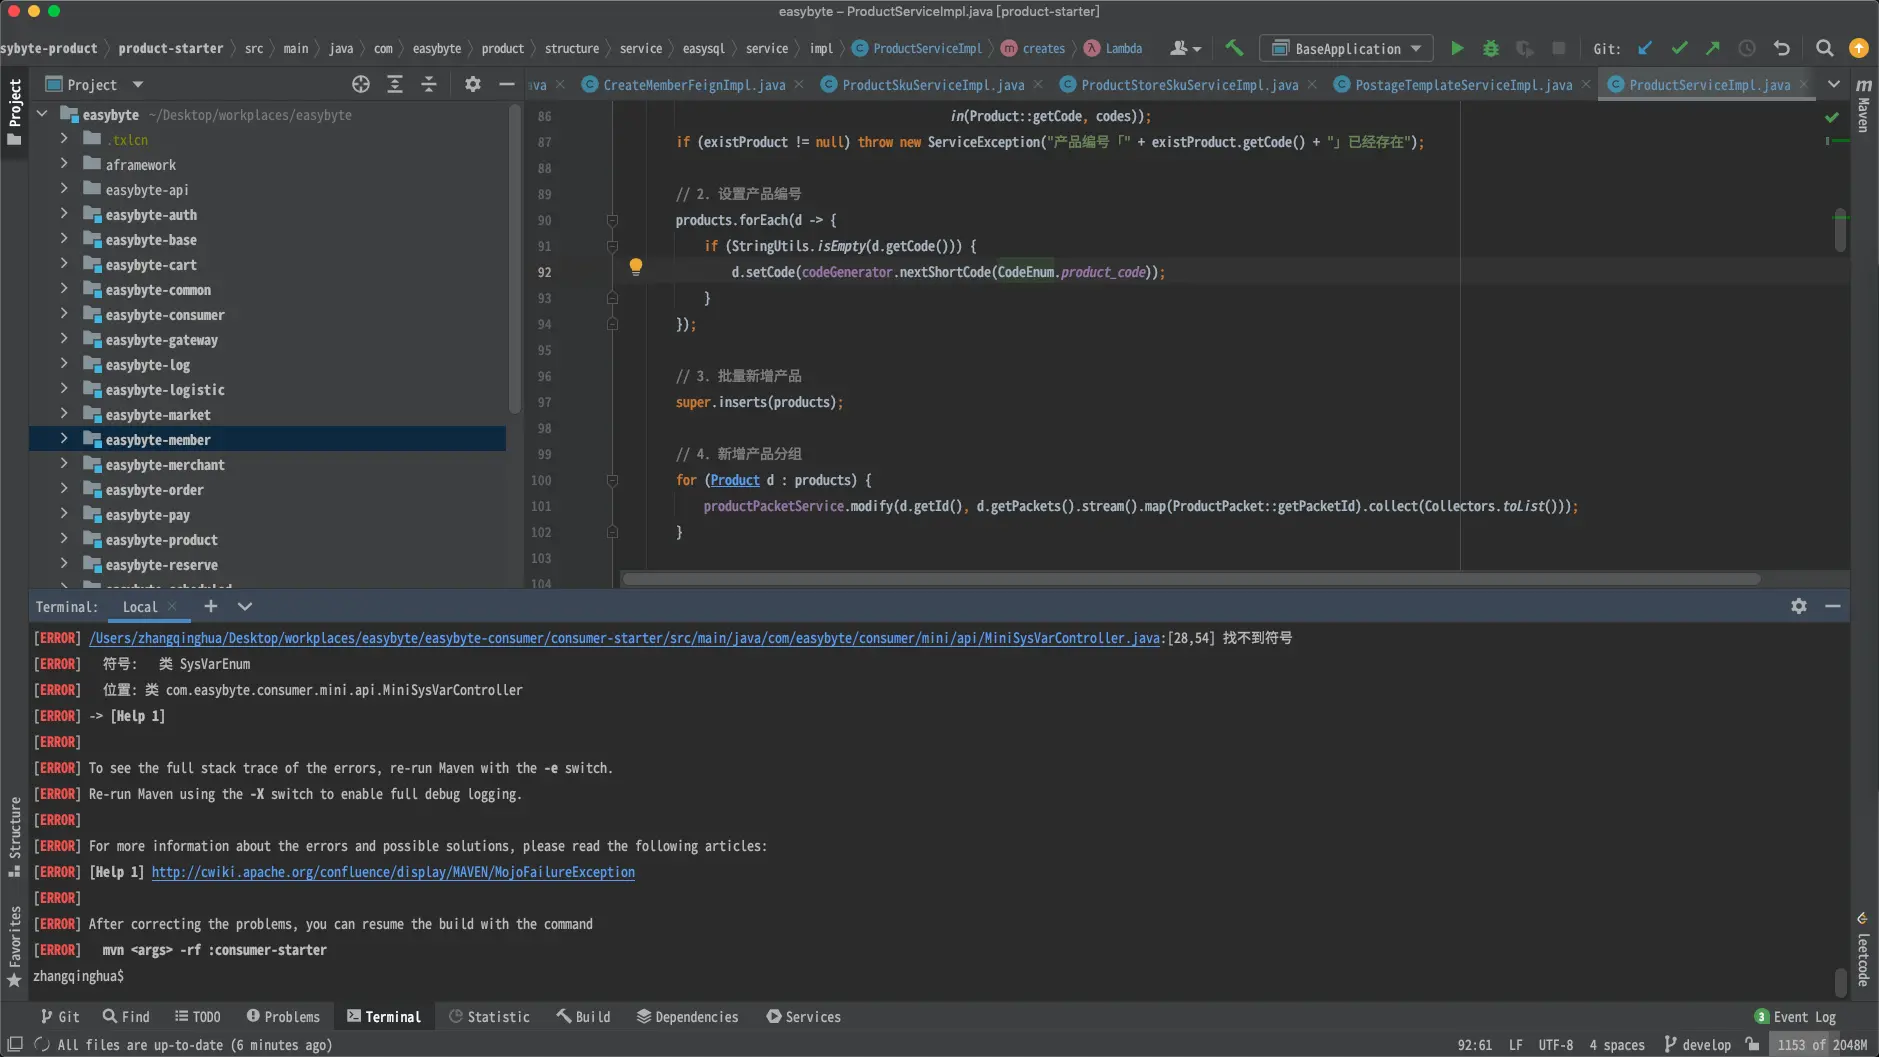 easybyte – ProductServiceImpl.java [product-starter]
sybyte-product product-starter src main java com easybyte product structure service easysql service impl ProductServiceImpl creates Lambda BaseApplication Git:
Project
Project
ava CreateMemberFeignImpl.java ProductSkuServiceImpl.java ProductStoreSkuServiceImpl.java PostageTemplateServiceImpl.java ProductServiceImpl.java
Maven
easybyte ~/Desktop/workplaces/easybyte
.txlcn
aframework
easybyte-api
easybyte-auth
easybyte-base
easybyte-cart
easybyte-common
easybyte-consumer
easybyte-gateway
easybyte-log
easybyte-logistic
easybyte-market
easybyte-member
easybyte-merchant
easybyte-order
easybyte-pay
easybyte-product
easybyte-reserve
86 in(Product::getCode, codes));
87 if (existProduct != null) throw new ServiceException("产品编号「" + existProduct.getCode() + "」已经存在");
88
89 // 2. 设置产品编号
90 products.forEach(d -> {
91 if (StringUtils.isEmpty(d.getCode())) {
92 d.setCode(codeGenerator.nextShortCode(CodeEnum.product_code));
93 }
94 });
95
96 // 3. 批量新增产品
97 super.inserts(products);
98
99 // 4. 新增产品分组
100 for (Product d : products) {
101 productPacketService.modify(d.getId(), d.getPackets().stream().map(ProductPacket::getPacketId).collect(Collectors.toList()));
102 }
103
104
Terminal: Local
[ERROR] /Users/zhangqinghua/Desktop/workplaces/easybyte/easybyte-consumer/consumer-starter/src/main/java/com/easybyte/consumer/mini/api/MiniSysVarController.java:[28,54] 找不到符号
[ERROR] 符号: 类 SysVarEnum
[ERROR] 位置: 类 com.easybyte.consumer.mini.api.MiniSysVarController
[ERROR] -> [Help 1]
[ERROR]
[ERROR] To see the full stack trace of the errors, re-run Maven with the -e switch.
[ERROR] Re-run Maven using the -X switch to enable full debug logging.
[ERROR]
[ERROR] For more information about the errors and possible solutions, please read the following articles:
[ERROR] [Help 1] http://cwiki.apache.org/confluence/display/MAVEN/MojoFailureException
[ERROR]
[ERROR] After correcting the problems, you can resume the build with the command
[ERROR] mvn <args> -rf :consumer-starter
zhangqinghua$
Structure
Favorites
leetcode
Git Find TODO Problems Terminal Statistic Build Dependencies Services 3 Event Log
All files are up-to-date (6 minutes ago) 92:61 LF UTF-8 4 spaces develop 1153 of 2048M